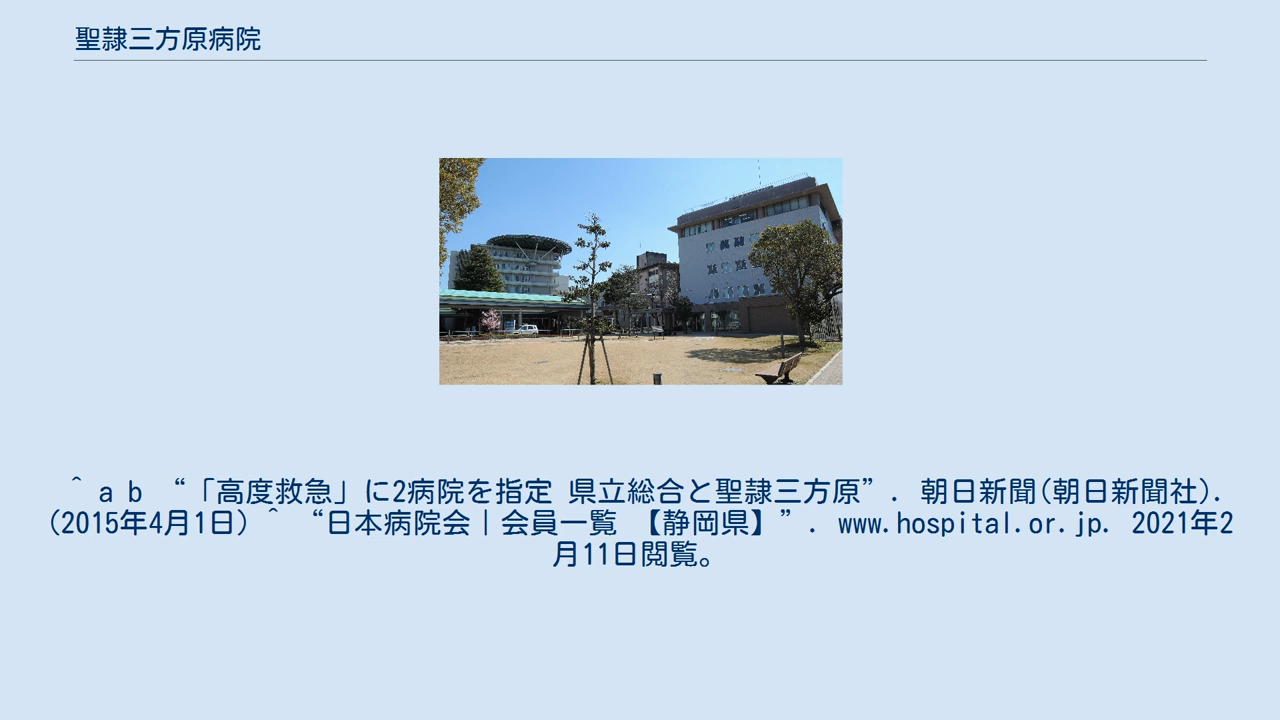 聖隷三方原病院
^ a b “「高度救急」に2病院を指定 県立総合と聖隷三方原”. 朝日新聞(朝日新聞社).
(2015年4月1日) ^ “日本病院会|会員一覧 【静岡県】”. www.hospital.or.jp. 2021年2
月11日閲覧。